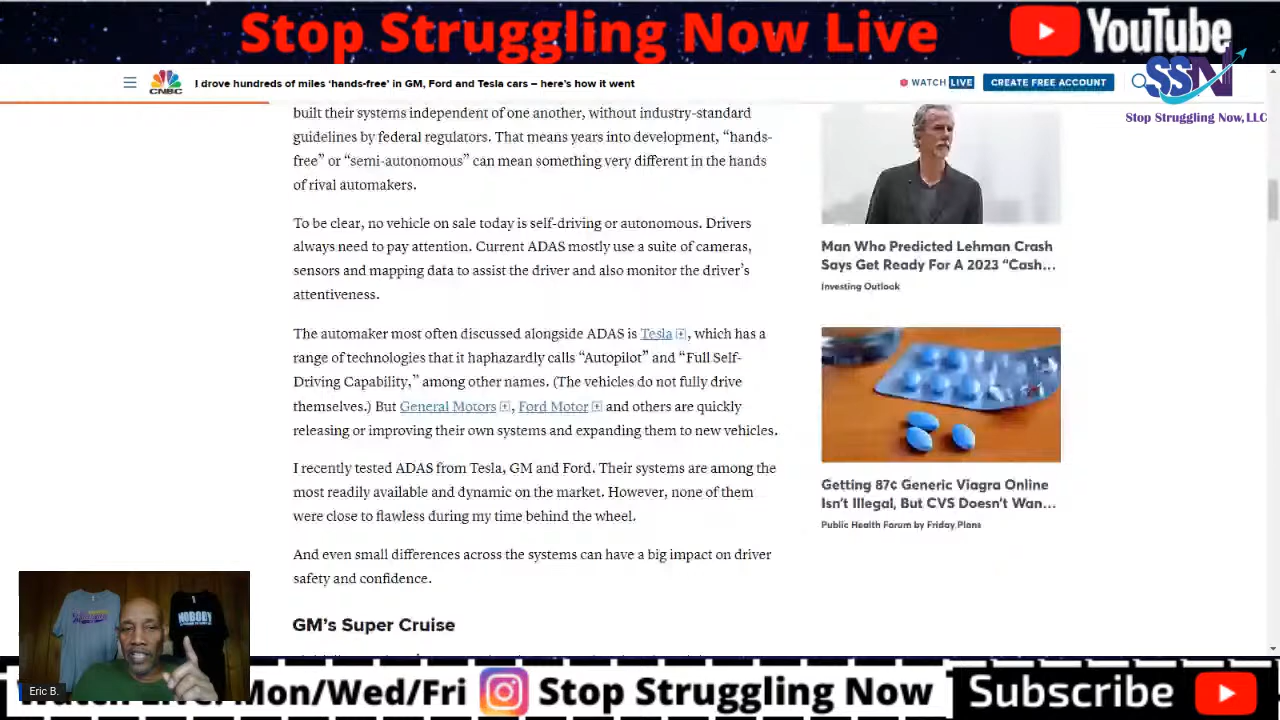 Stop Struggling Now Live
YouTube
CNBC
I drove hundreds of miles ‘hands-free’ in GM, Ford and Tesla cars – here’s how it went
WATCH LIVE
CREATE FREE ACCOUNT
SSN
Stop Struggling Now, LLC
built their systems independent of one another, without industry-standard
guidelines by federal regulators. That means years into development, “hands-
free” or “semi-autonomous” can mean something very different in the hands
of rival automakers.
To be clear, no vehicle on sale today is self-driving or autonomous. Drivers
always need to pay attention. Current ADAS mostly use a suite of cameras,
sensors and mapping data to assist the driver and also monitor the driver’s
attentiveness.
The automaker most often discussed alongside ADAS is Tesla, which has a
range of technologies that it haphazardly calls “Autopilot” and “Full Self-
Driving Capability,” among other names. (The vehicles do not fully drive
themselves.) But General Motors, Ford Motor and others are quickly
releasing or improving their own systems and expanding them to new vehicles.
I recently tested ADAS from Tesla, GM and Ford. Their systems are among the
most readily available and dynamic on the market. However, none of them
were close to flawless during my time behind the wheel.
And even small differences across the systems can have a big impact on driver
safety and confidence.
GM’s Super Cruise
Man Who Predicted Lehman Crash
Says Get Ready For A 2023 “Cash...
Investing Outlook
Getting 87¢ Generic Viagra Online
Isn’t Illegal, But CVS Doesn’t Wan...
Public Health Forum by Friday Plans
NOBODY
Eric B.
Mon/Wed/Fri
Stop Struggling Now
Subscribe